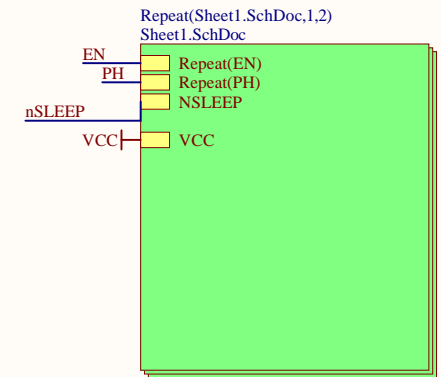 Repeat(Sheet1.SchDoc,1,2)
Sheet1.SchDoc
EN
Repeat(EN)
PH
Repeat(PH)
NSLEEP
nSLEEP
VCC
VCC